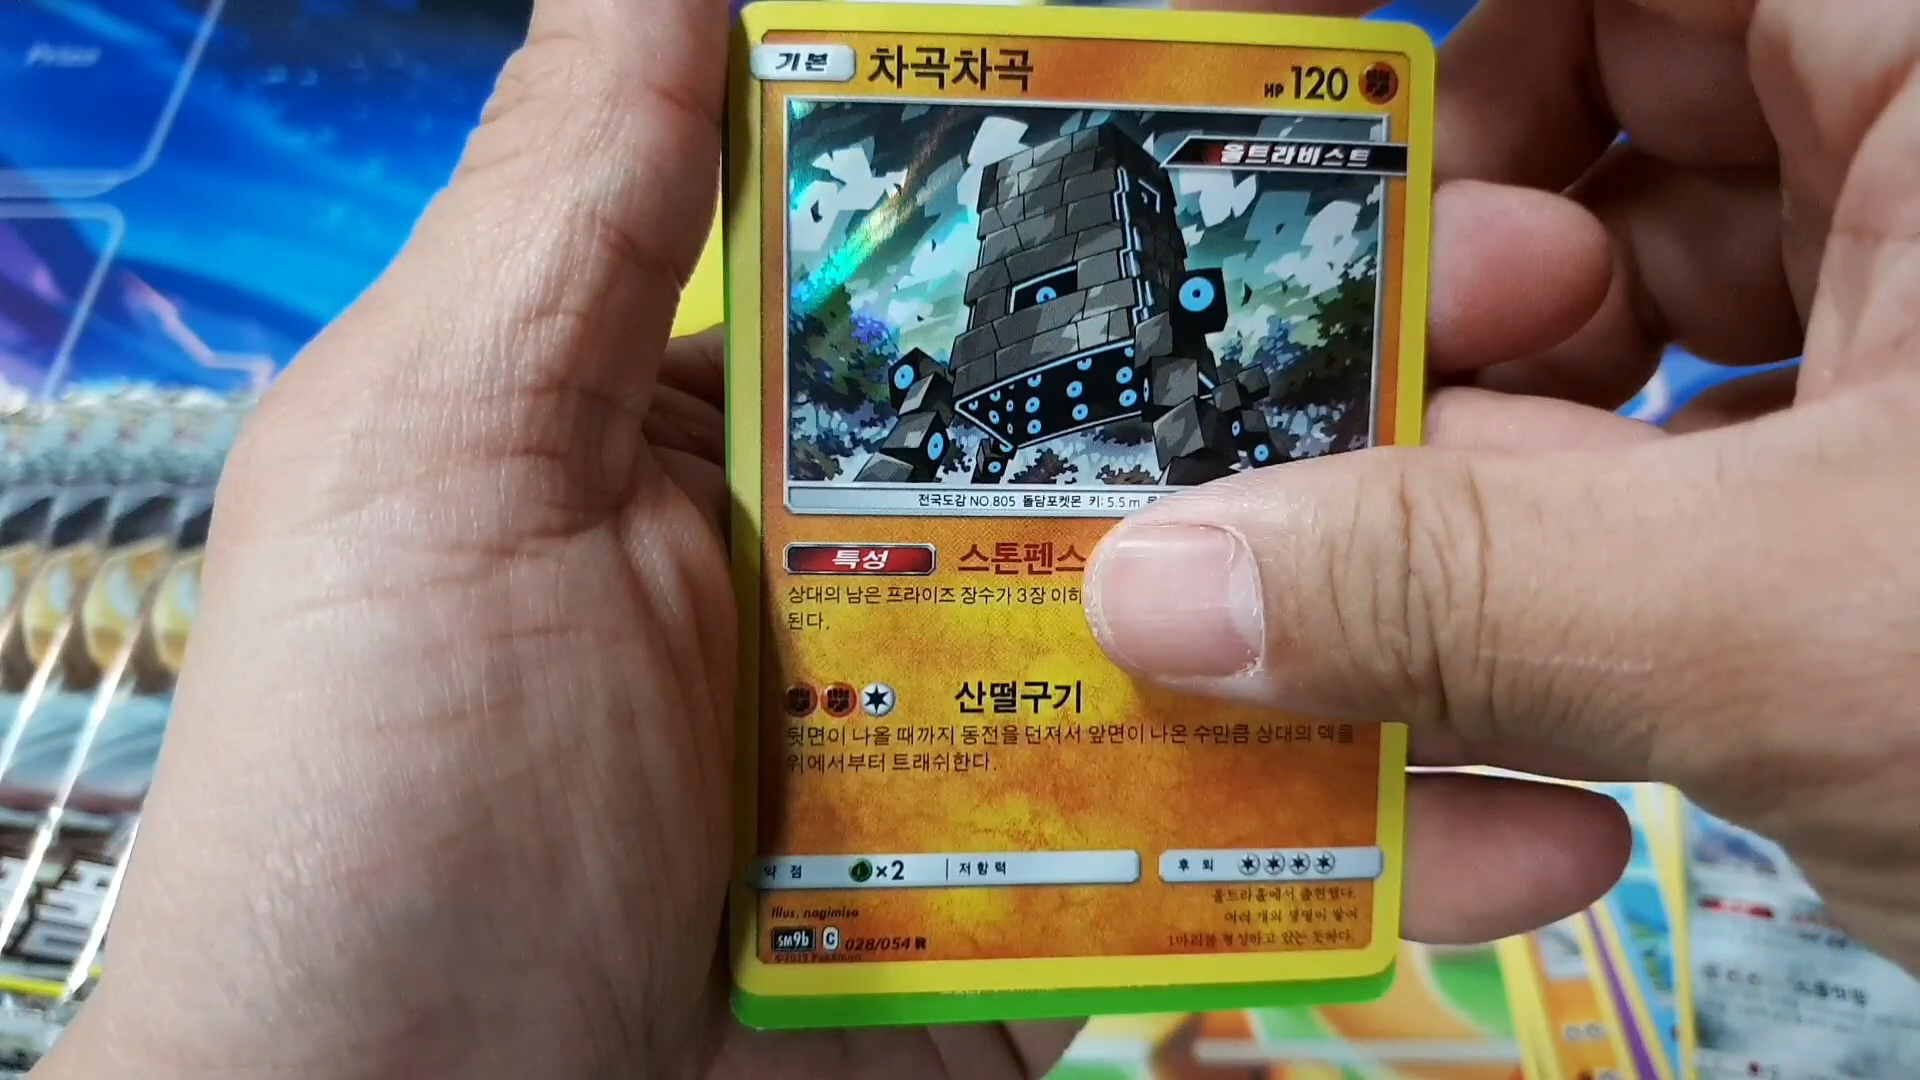 Prize
기본 차곡차곡 HP 120
울트라비스트
전국도감 NO.805 돌담포켓몬 키: 5.5m
특성 스톤펜스
상대의 남은 프라이즈 장수가 3장 이하
된다.
산떨구기
뒷면이 나올 때까지 동전을 던져서 앞면이 나온 수만큼 상대의 덱을
위에서부터 트래쉬한다.
약점 ×2 저항력 후퇴
울트라홀에서 출현했다.
여러 개의 생명이 쌓여
1마리를 형성하고 있는 듯하다.
Illus. nagimiso
SM9b C 028/054 R
©2019 Pokémon